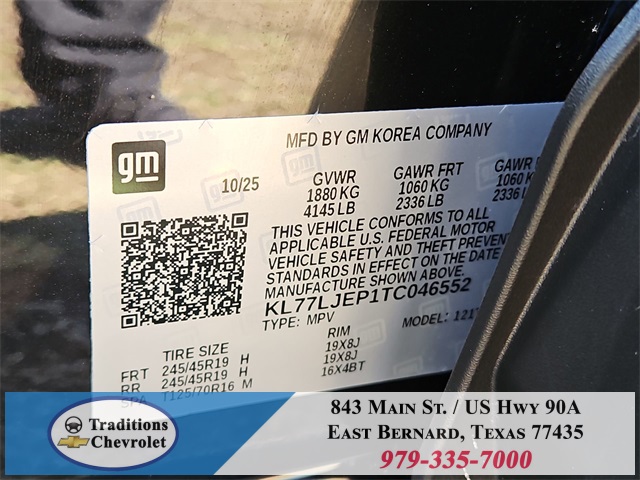 MFD BY GM KOREA COMPANY
gm
10/25
GVWR
1880 KG
4145 LB
GAWR FRT
1060 KG
2336 LB
GAWR
1060 KG
2336 LB
THIS VEHICLE CONFORMS TO ALL
APPLICABLE U.S. FEDERAL MOTOR
VEHICLE SAFETY AND THEFT
STANDARDS IN EFFECT ON THE DATE
MANUFACTURE SHOWN ABOVE.
KL77LJEP1TC046552
TYPE: MPV MODEL:
TIRE SIZE RIM
FRT 245/45R19 H 19X8J
RR 245/45R19 H 19X8J
SPA T125/70R16 M 16X4BT
Traditions
Chevrolet
843 Main St. / US Hwy 90A
East Bernard, Texas 77435
979-335-7000